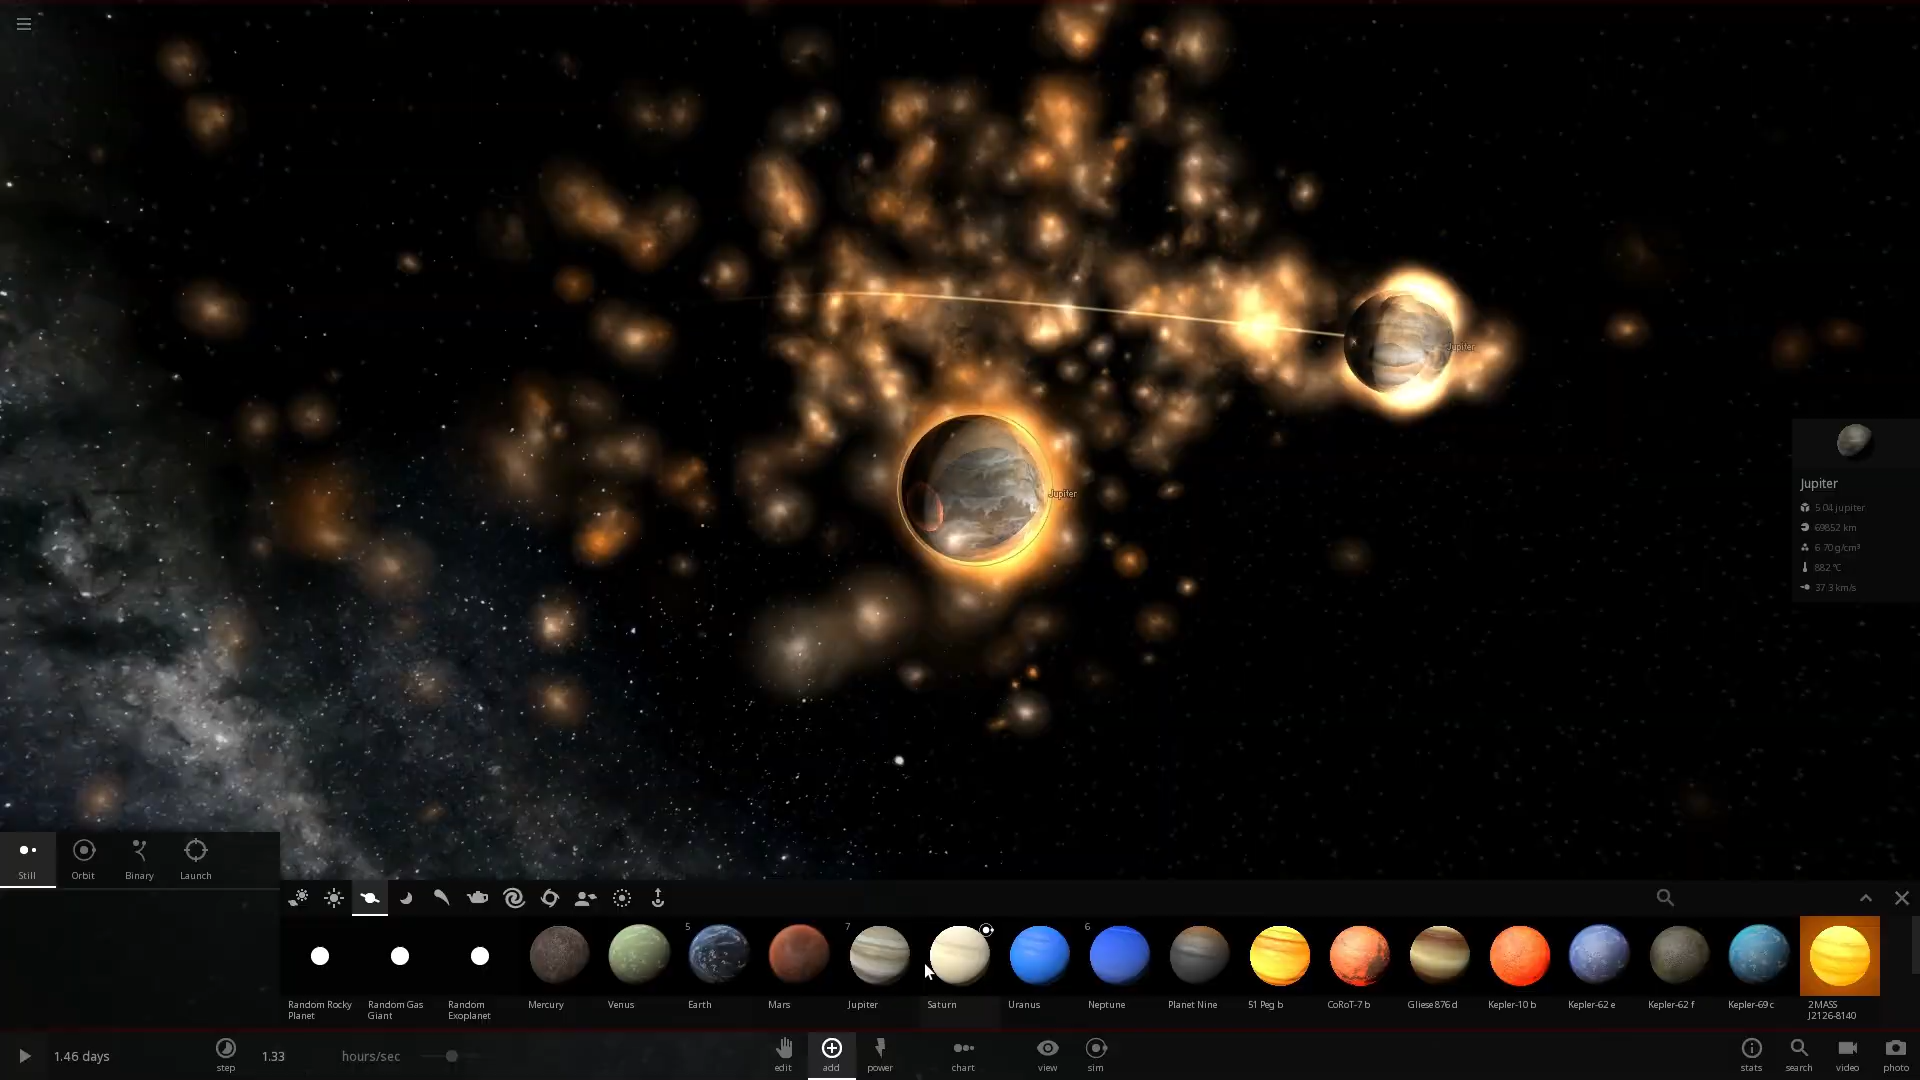 Jupiter
Jupiter
Jupiter
5.04 jupiter
69852 km
6.70 g/cm³
882 °C
37.3 km/s
Still
Orbit
Binary
Launch
5
7
6
Random Rocky
Planet
Random Gas
Giant
Random
Exoplanet
Mercury
Venus
Earth
Mars
Jupiter
Saturn
Uranus
Neptune
Planet Nine
51 Peg b
CoRoT-7 b
Gliese 876 d
Kepler-10 b
Kepler-62 e
Kepler-62 f
Kepler-69 c
2MASS
J2126-8140
1.46 days
step
1.33
hours/sec
edit
add
power
chart
view
sim
stats
search
video
photo